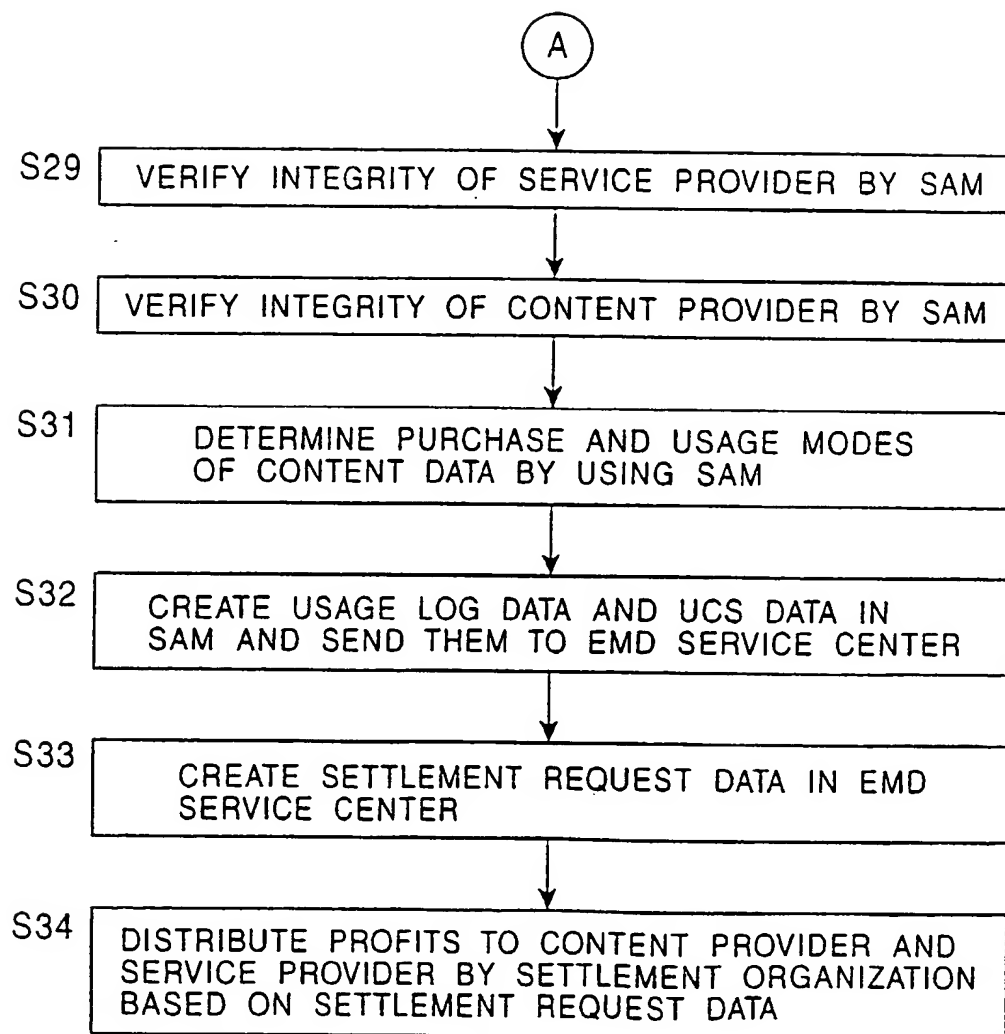 A
S29
VERIFY INTEGRITY OF SERVICE PROVIDER BY SAM
S30
VERIFY INTEGRITY OF CONTENT PROVIDER BY SAM
S31
DETERMINE PURCHASE AND USAGE MODES
OF CONTENT DATA BY USING SAM
S32
CREATE USAGE LOG DATA AND UCS DATA IN
SAM AND SEND THEM TO EMD SERVICE CENTER
S33
CREATE SETTLEMENT REQUEST DATA IN EMD
SERVICE CENTER
S34
DISTRIBUTE PROFITS TO CONTENT PROVIDER AND
SERVICE PROVIDER BY SETTLEMENT ORGANIZATION
BASED ON SETTLEMENT REQUEST DATA